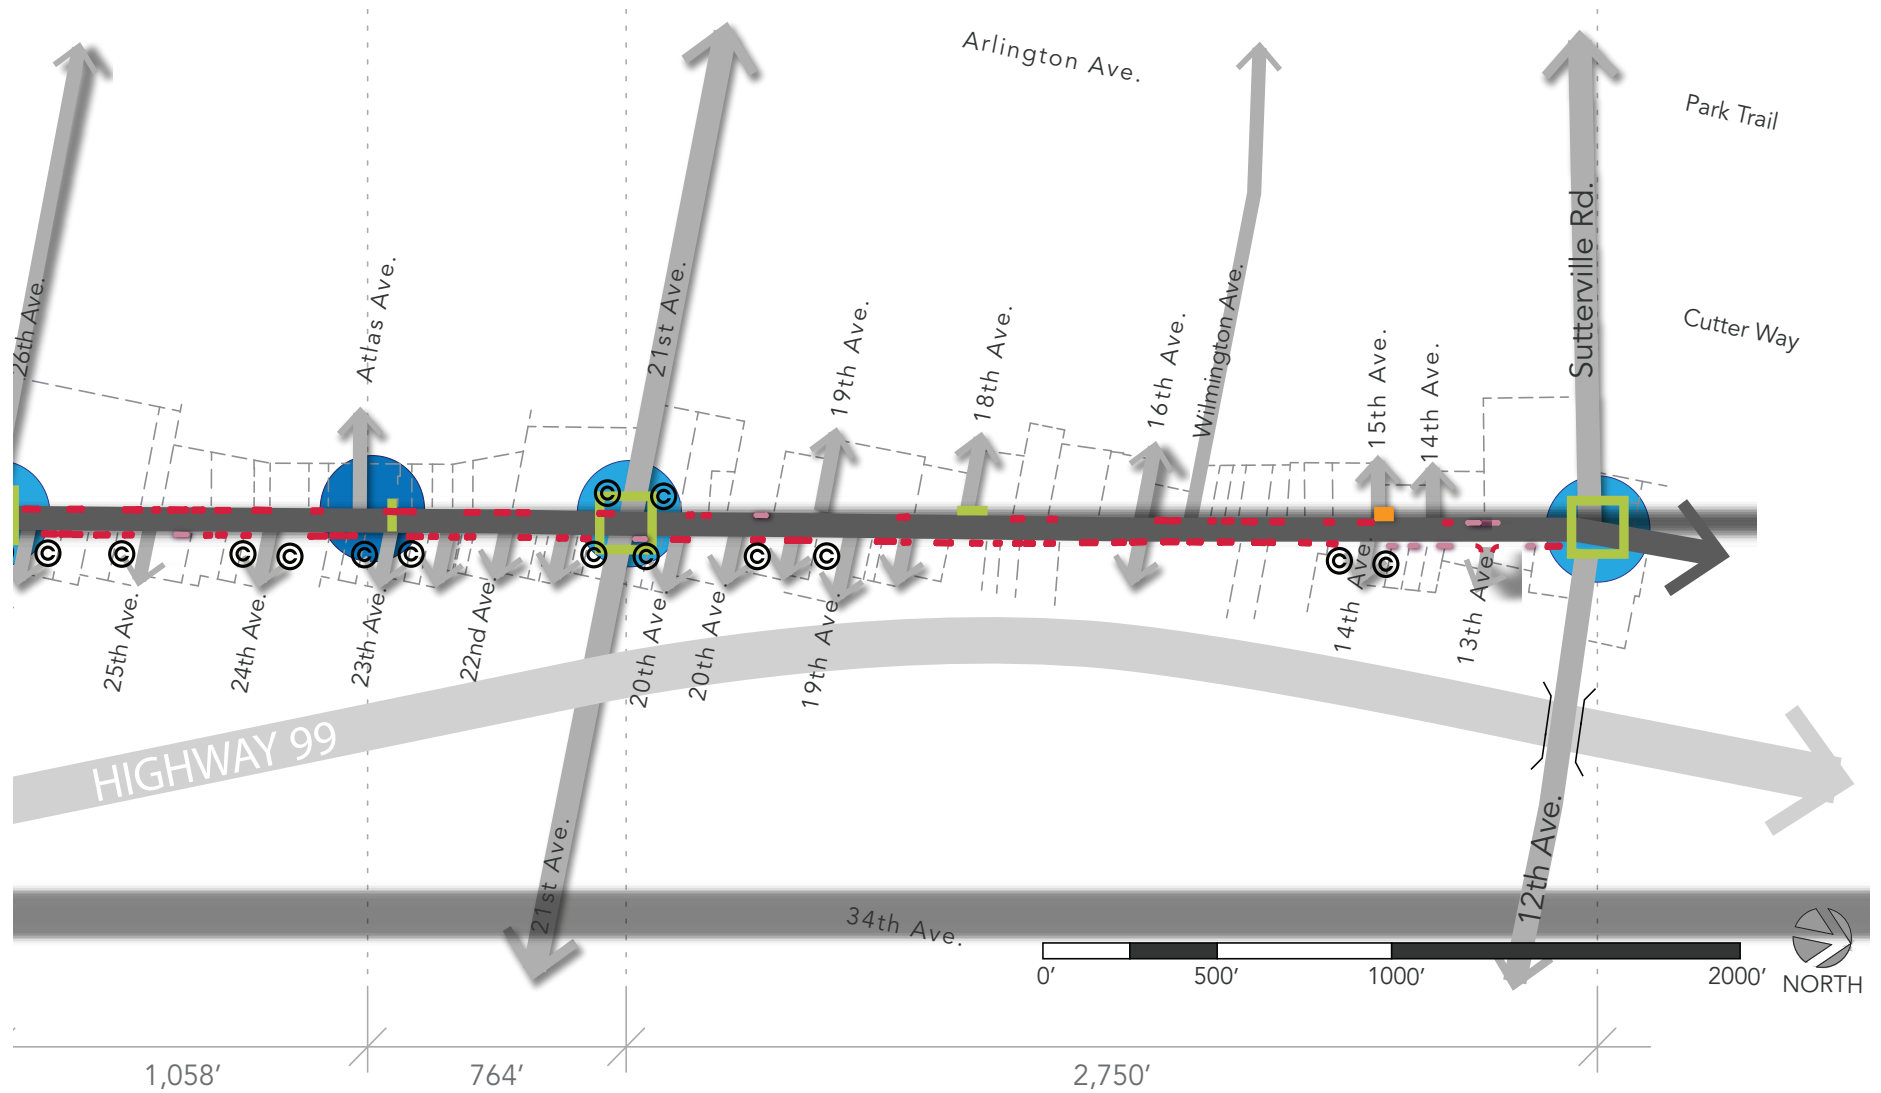 Arlington Ave.
Park Trail
Sutterville Rd.
Cutter Way
26th Ave.
Atlas Ave.
21st Ave.
19th Ave.
18th Ave.
16th Ave.
Wilmington Ave.
15th Ave.
14th Ave.
©
©
©
©
©
©
©
©
©
©
©
©
©
©
25th Ave.
24th Ave.
23th Ave.
22nd Ave.
20th Ave.
20th Ave.
19th Ave.
14th Ave.
13th Ave.
HIGHWAY 99
21st Ave.
12th Ave.
34th Ave.
0’
500’
1000’
2000’
NORTH
1,058’
764’
2,750’